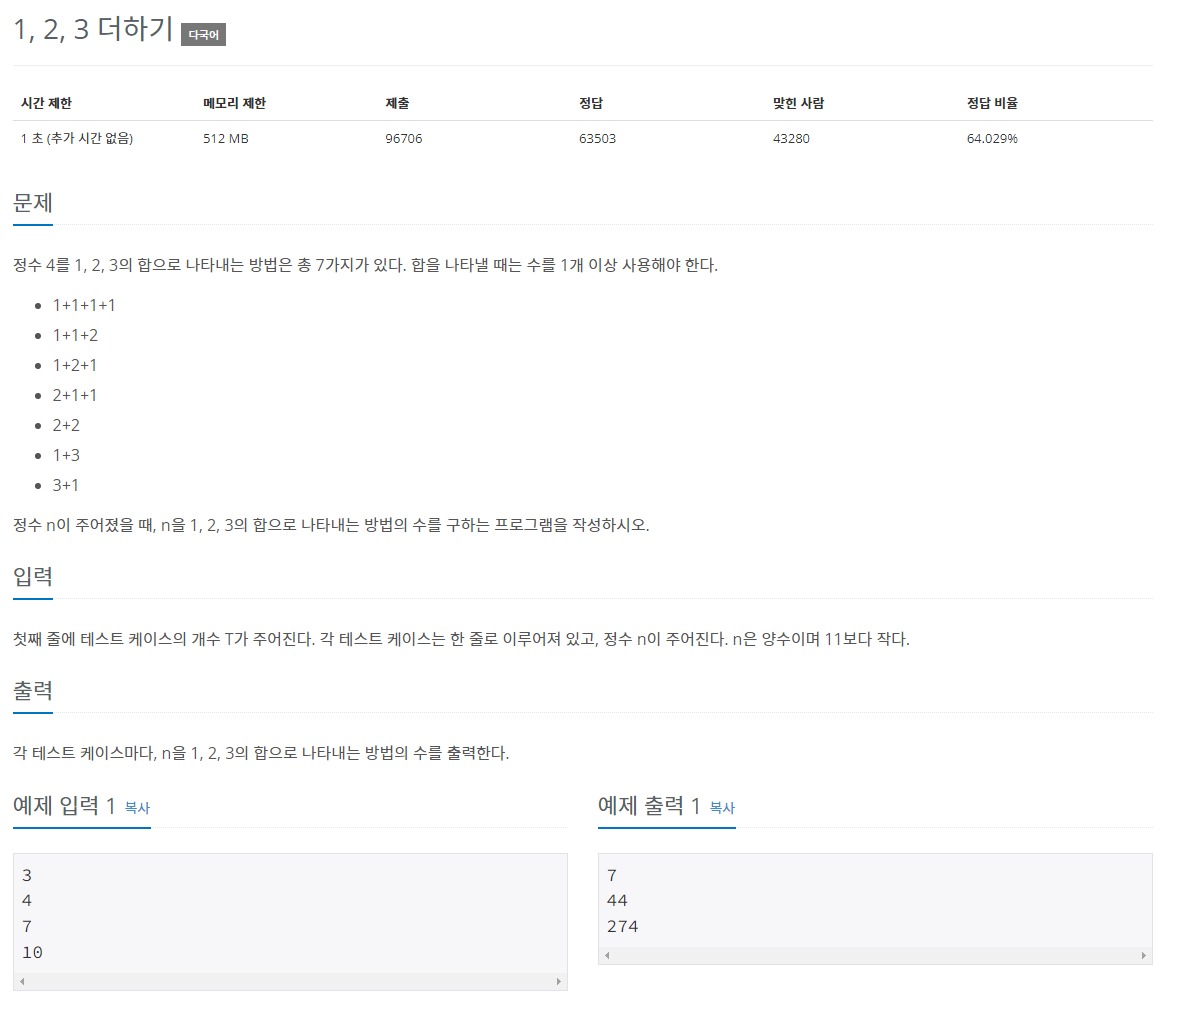 1, 2, 3 더하기 다국어
시간 제한 메모리 제한 제출 정답 맞힌 사람 정답 비율
1 초 (추가 시간 없음) 512 MB 96706 63503 43280 64.029%
문제
정수 4를 1, 2, 3의 합으로 나타내는 방법은 총 7가지가 있다. 합을 나타낼 때는 수를 1개 이상 사용해야 한다.
1+1+1+1
1+1+2
1+2+1
2+1+1
2+2
1+3
3+1
정수 n이 주어졌을 때, n을 1, 2, 3의 합으로 나타내는 방법의 수를 구하는 프로그램을 작성하시오.
입력
첫째 줄에 테스트 케이스의 개수 T가 주어진다. 각 테스트 케이스는 한 줄로 이루어져 있고, 정수 n이 주어진다. n은 양수이며 11보다 작다.
출력
각 테스트 케이스마다, n을 1, 2, 3의 합으로 나타내는 방법의 수를 출력한다.
예제 입력 1 복사
3
4
7
10
예제 출력 1 복사
7
44
274